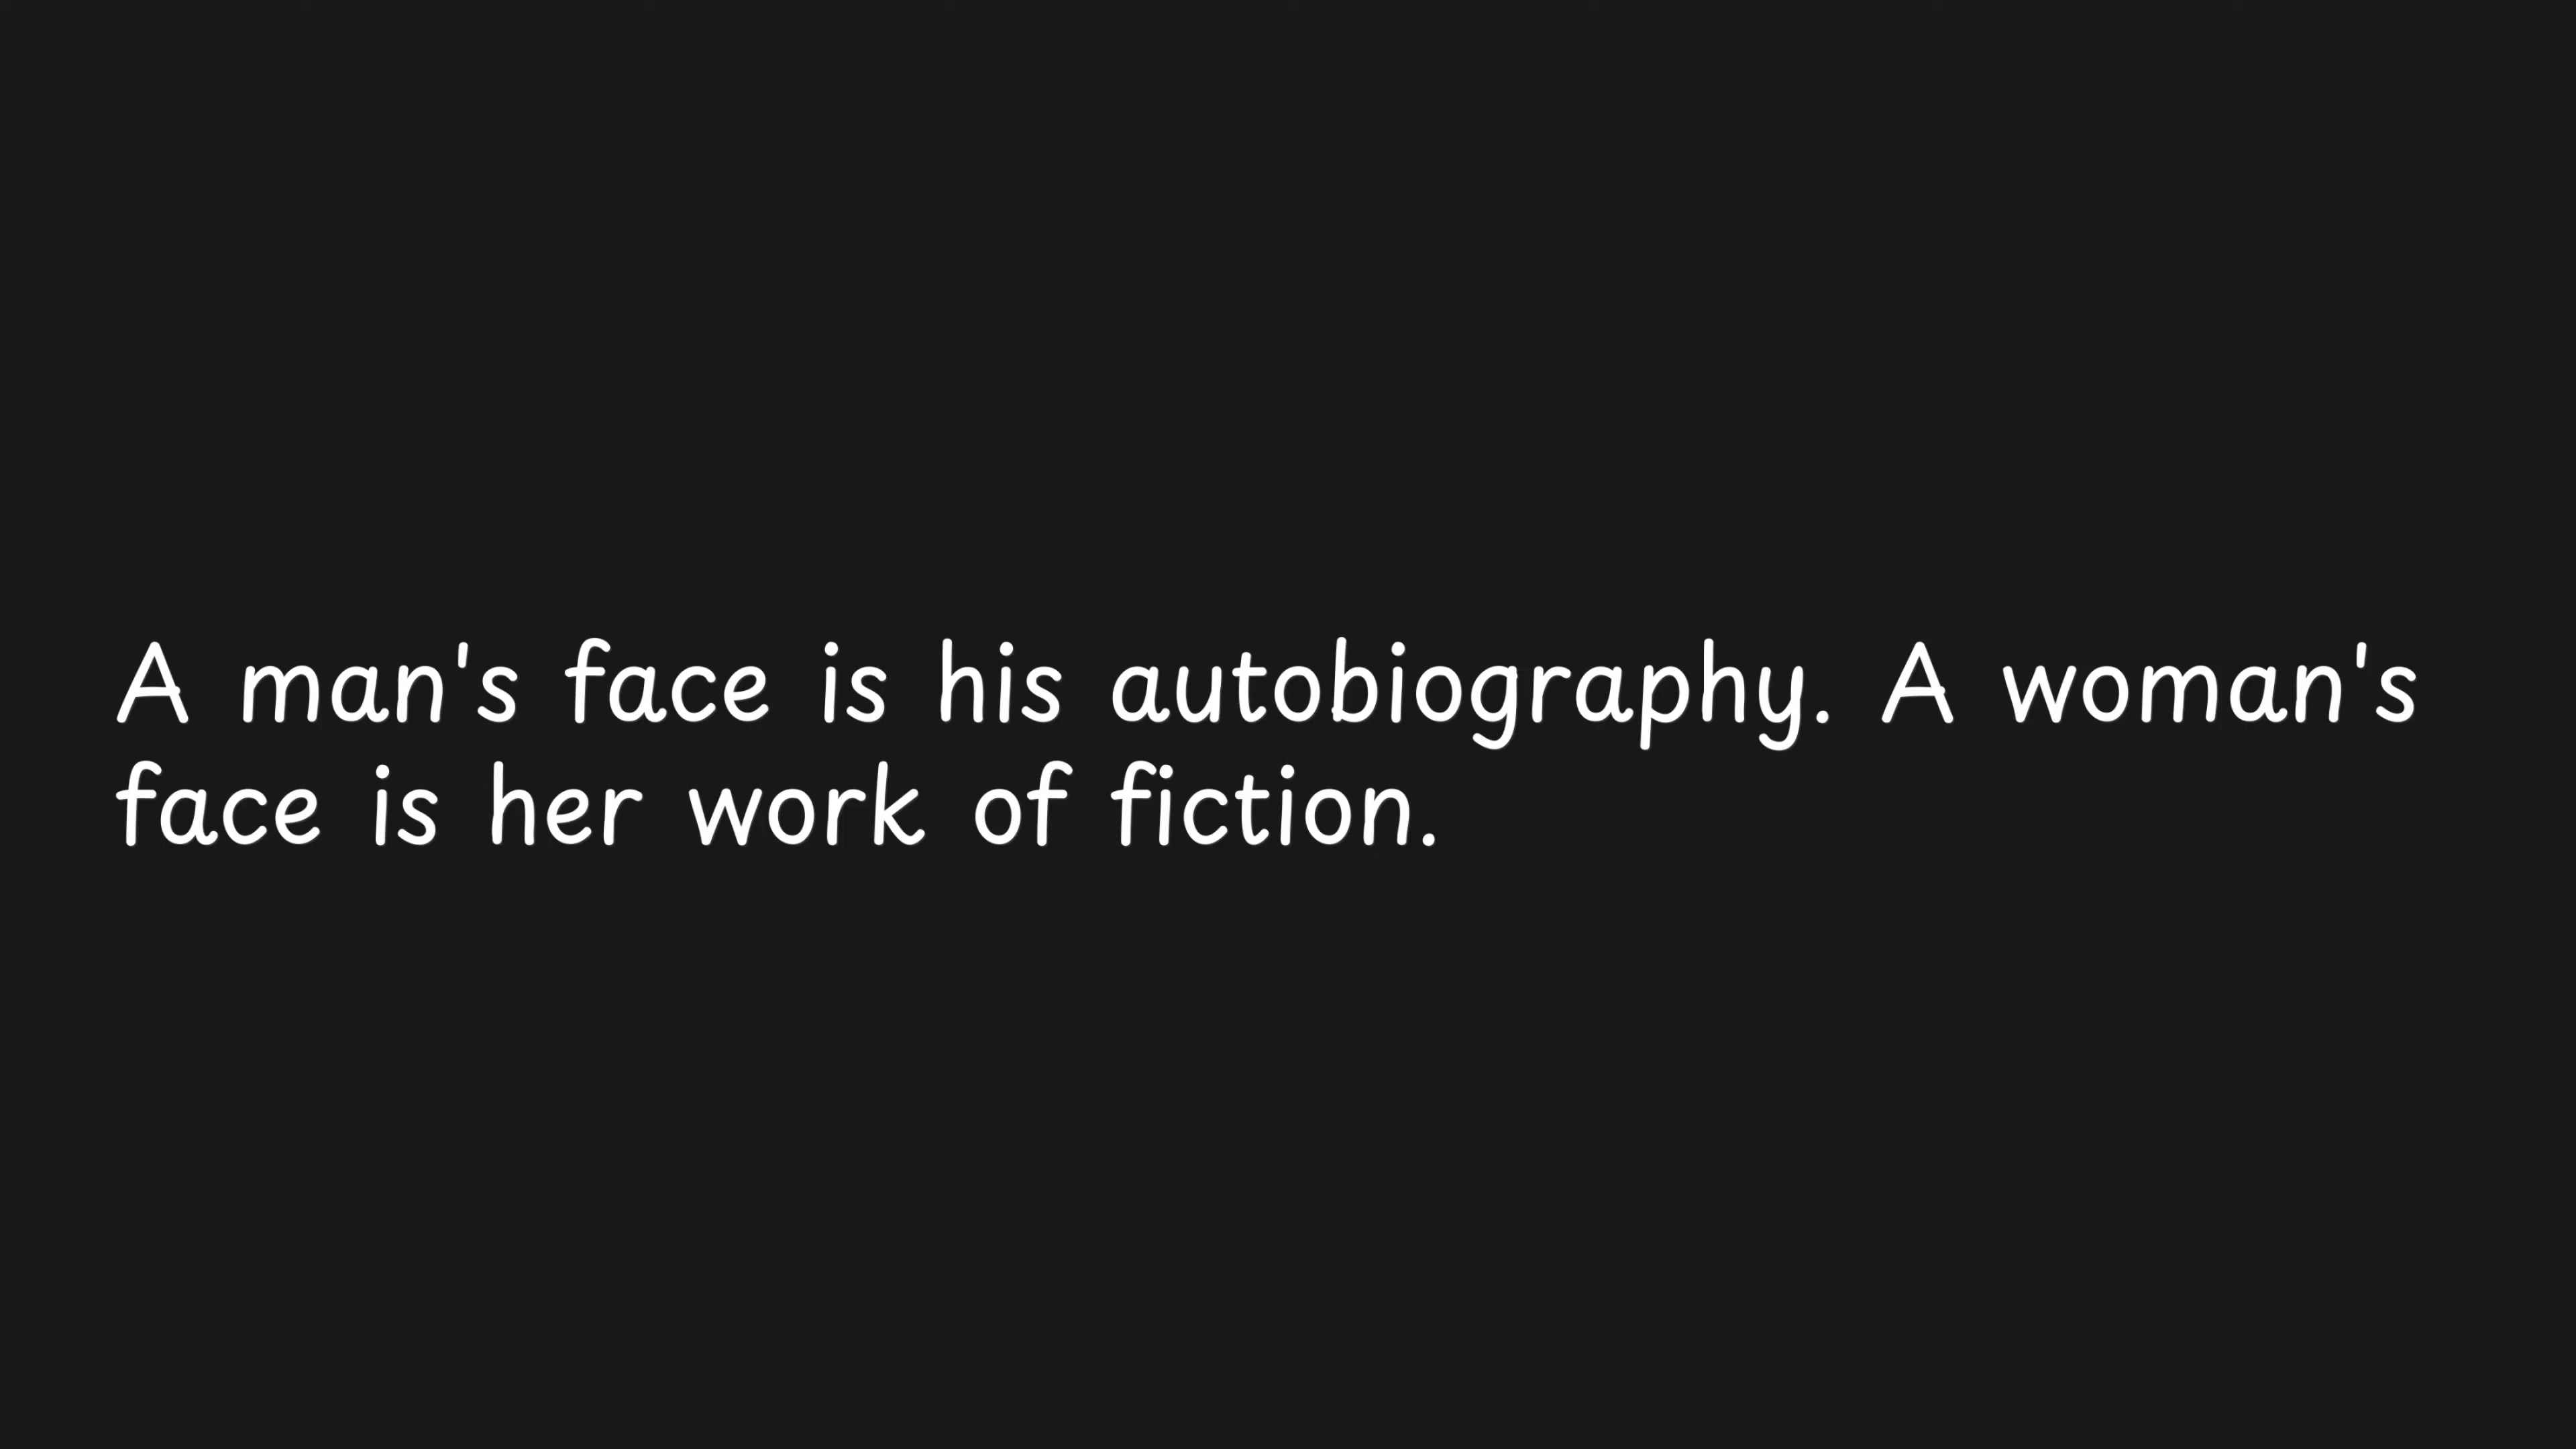 A man's face is his autobiography. A woman's
face is her work of fiction.